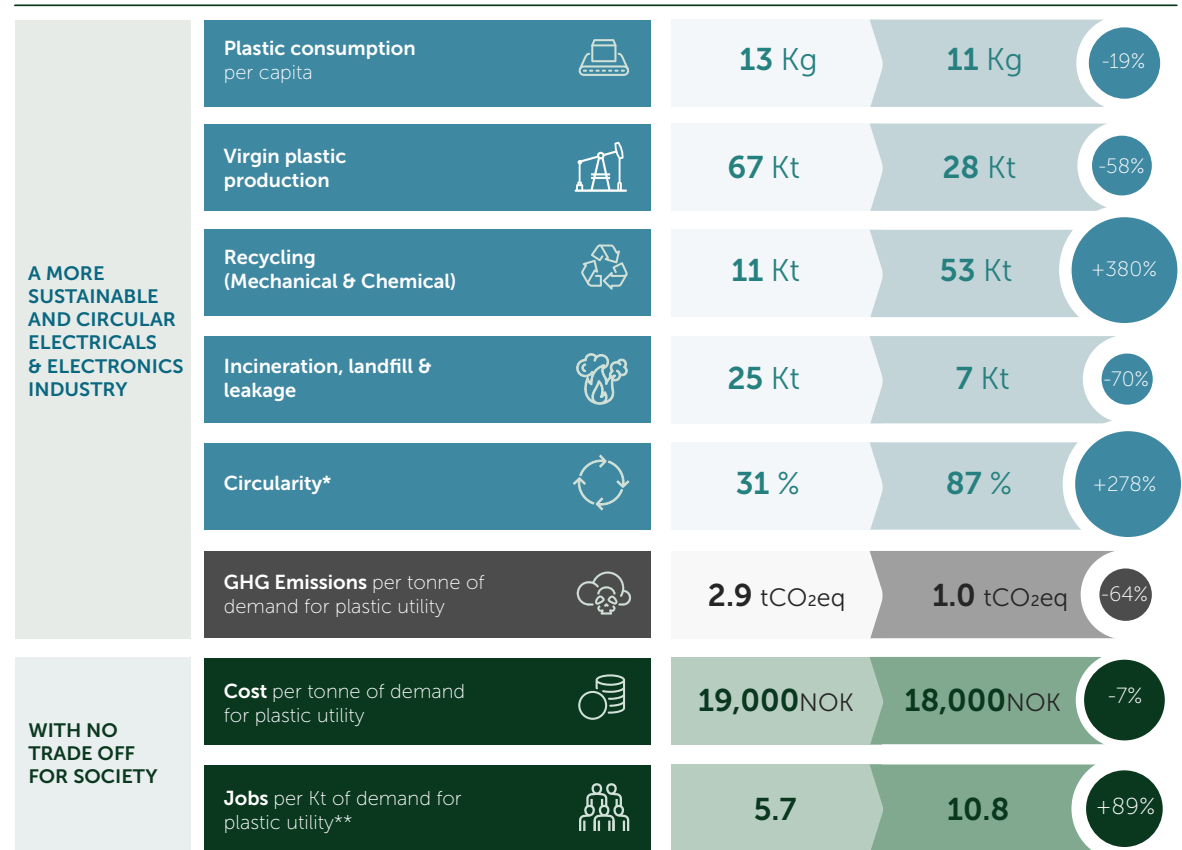 Plastic consumption
per capita
13 Kg
11 Kg
-19%
Virgin plastic
production
67 Kt
28 Kt
-58%
Recycling
(Mechanical & Chemical)
11 Kt
53 Kt
+380%
A MORE
SUSTAINABLE
AND CIRCULAR
ELECTRICALS
& ELECTRONICS
INDUSTRY
Incineration, landfill &
leakage
25 Kt
7 Kt
-70%
Circularity*
31 %
87 %
+278%
GHG Emissions per tonne of
demand for plastic utility
2.9 tCO₂eq
1.0 tCO₂eq
-64%
WITH NO
TRADE OFF
FOR SOCIETY
Cost per tonne of demand
for plastic utility
19,000NOK
18,000NOK
-7%
Jobs per Kt of demand for
plastic utility**
5.7
10.8
+89%